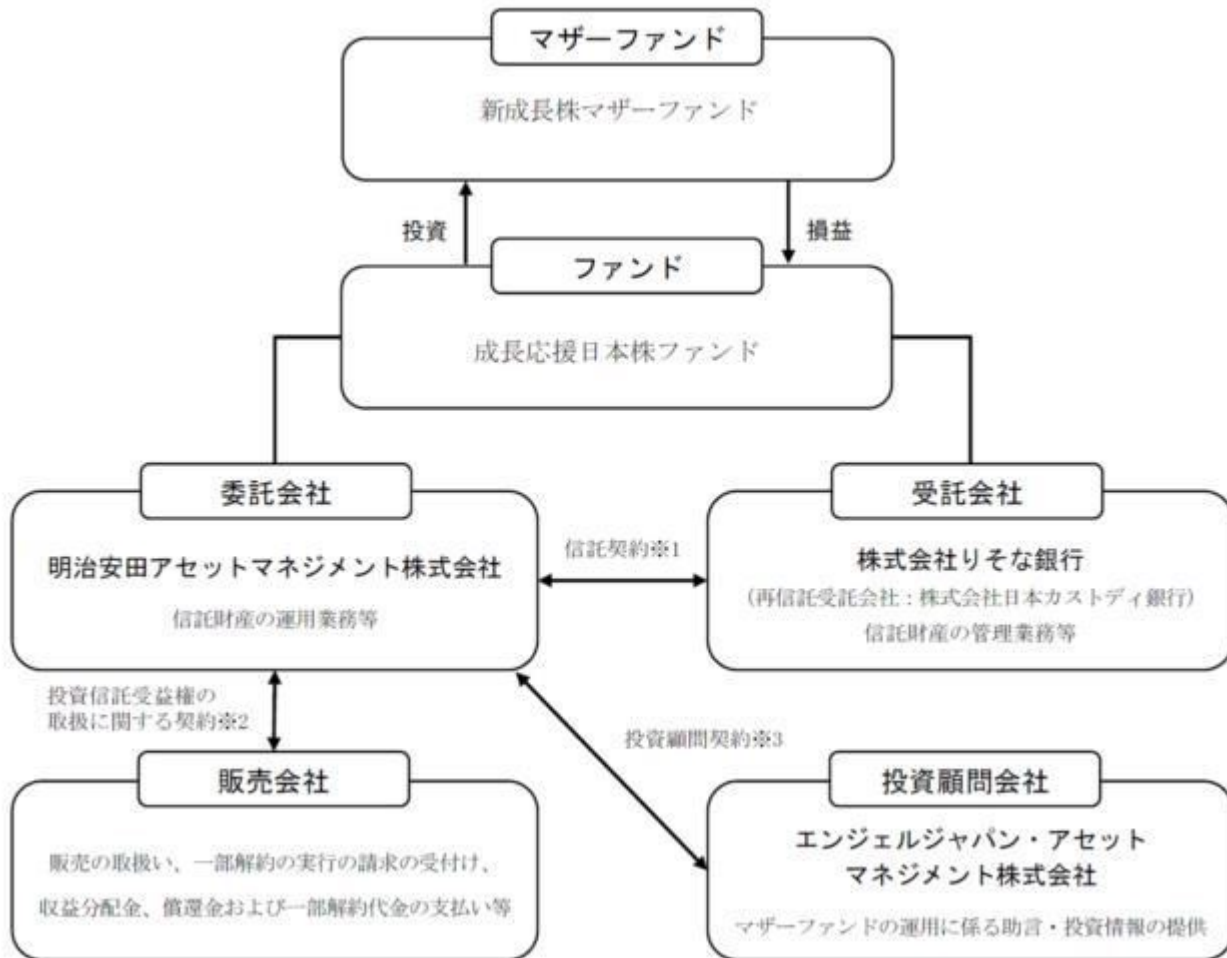 マザーファンド
新成長株マザーファンド
投資
損益
ファンド
成長応援日本株ファンド
委託会社
明治安田アセットマネジメント株式会社
信託財産の運用業務等
信託契約※1
受託会社
株式会社りそな銀行
（再信託受託会社：株式会社日本カストディ銀行）
信託財産の管理業務等
投資信託受益権の
取扱に関する契約※2
投資顧問契約※3
販売会社
販売の取扱い、一部解約の実行の請求の受付け、
収益分配金、償還金および一部解約代金の支払い等
投資顧問会社
エンジェルジャパン・アセット
マネジメント株式会社
マザーファンドの運用に係る助言・投資情報の提供